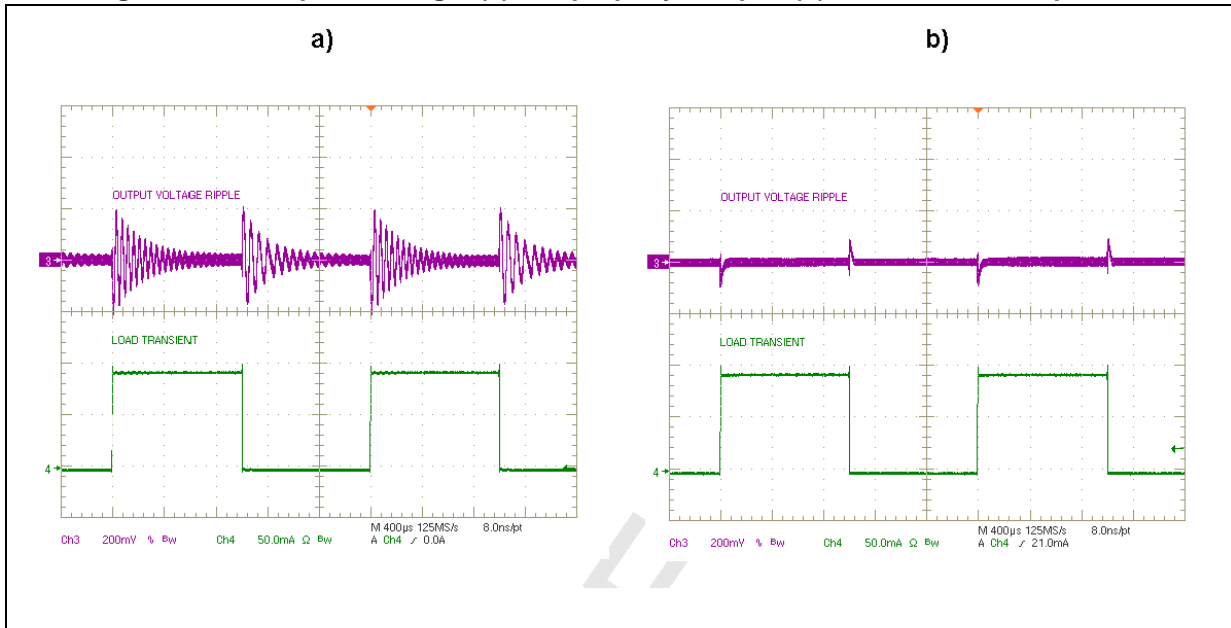 a)
b)
OUTPUT VOLTAGE RIPPLE
3
LOAD TRANSIENT
4
M 400µs 125MS/s 8.0ns/pt
Ch3 200mV Bw Ch4 50.0mA Ω Bw A Ch4 0.0A
OUTPUT VOLTAGE RIPPLE
3
LOAD TRANSIENT
4
M 400µs 125MS/s 8.0ns/pt
Ch3 200mV Bw Ch4 50.0mA Ω Bw A Ch4 21.0mA